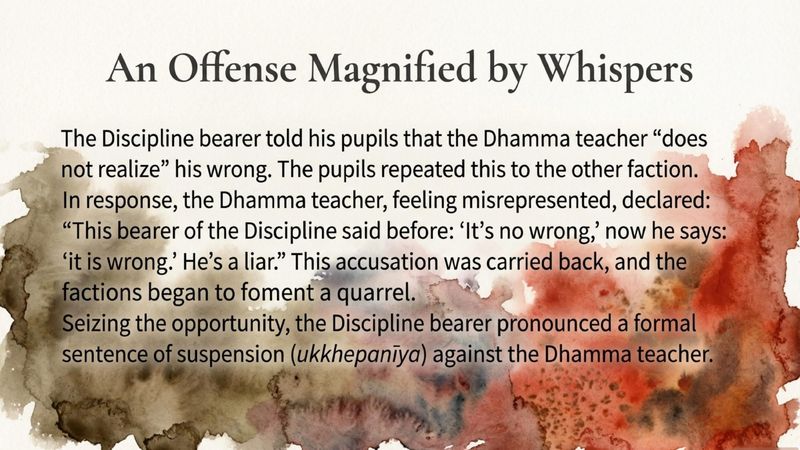 An Offense Magnified by Whispers
The Discipline bearer told his pupils that the Dhamma teacher “does
not realize” his wrong. The pupils repeated this to the other faction.
In response, the Dhamma teacher, feeling misrepresented, declared:
“This bearer of the Discipline said before: ‘It’s no wrong,’ now he says:
‘it is wrong.’ He’s a liar.” This accusation was carried back, and the
factions began to foment a quarrel.
Seizing the opportunity, the Discipline bearer pronounced a formal
sentence of suspension (ukkhepanīya) against the Dhamma teacher.